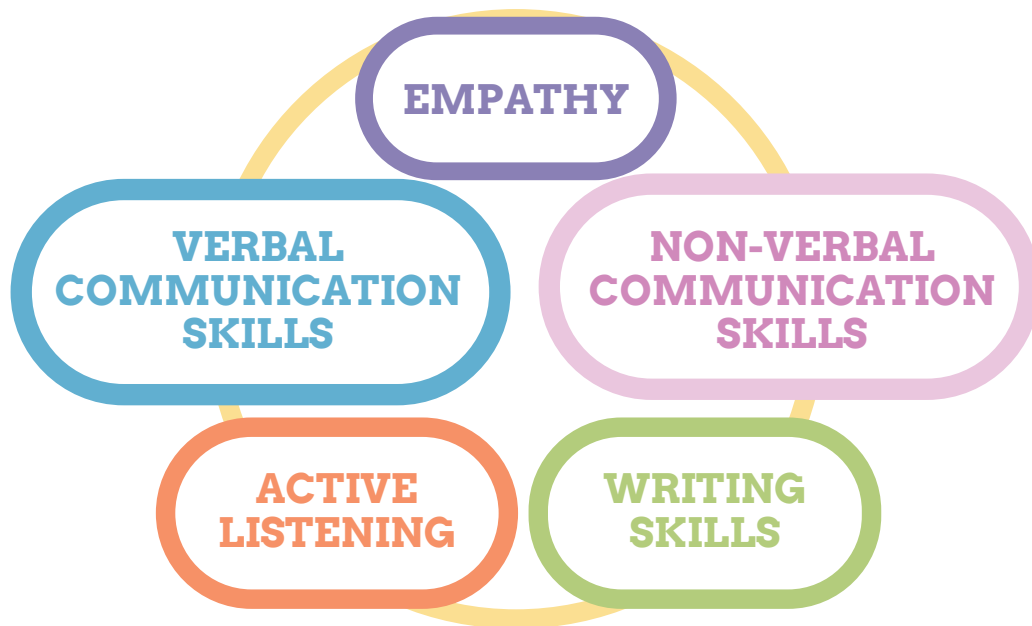 EMPATHY
VERBAL
COMMUNICATION
SKILLS
NON-VERBAL
COMMUNICATION
SKILLS
ACTIVE
LISTENING
WRITING
SKILLS